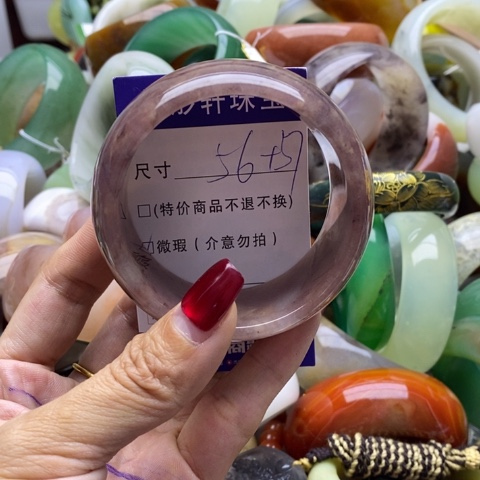 轩珠宝
尺寸 56+57
□(特价商品不退不换)
☑微瑕(介意勿拍)